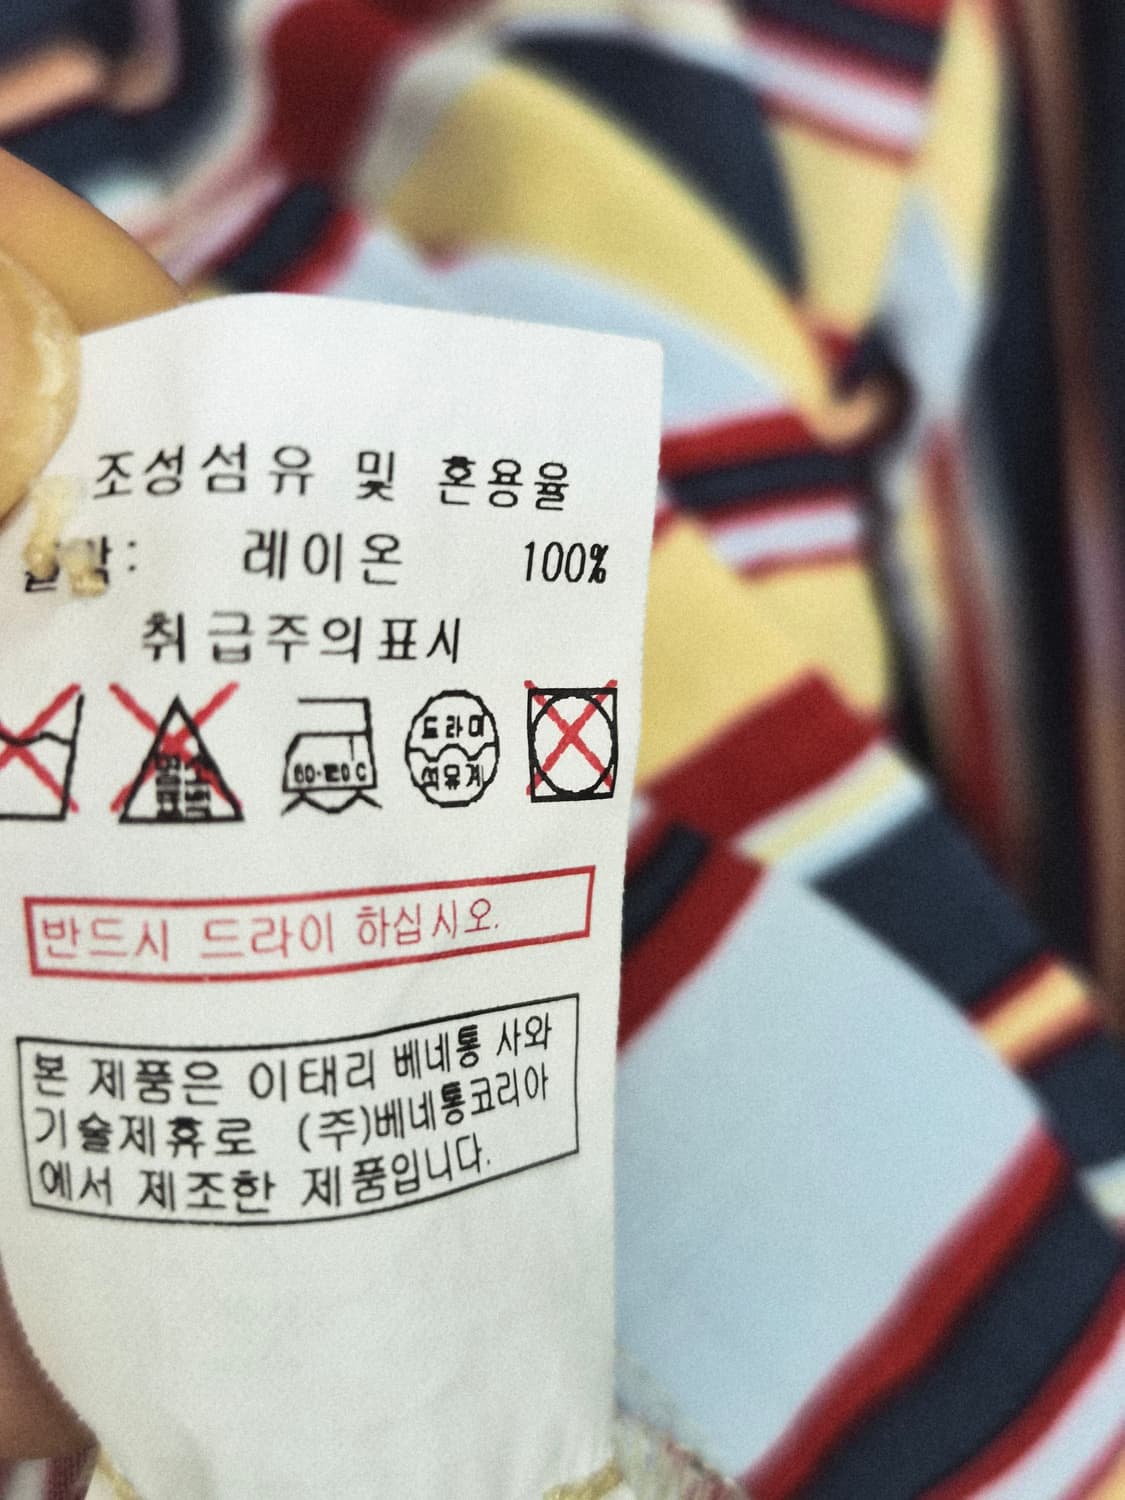 조성섬유 및 혼용율
겉감: 레이온 100%
취급주의표시
드라이
석유계
반드시 드라이 하십시오.
본 제품은 이태리 베네통 사와
기술제휴로 (주)베네통코리아
에서 제조한 제품입니다.